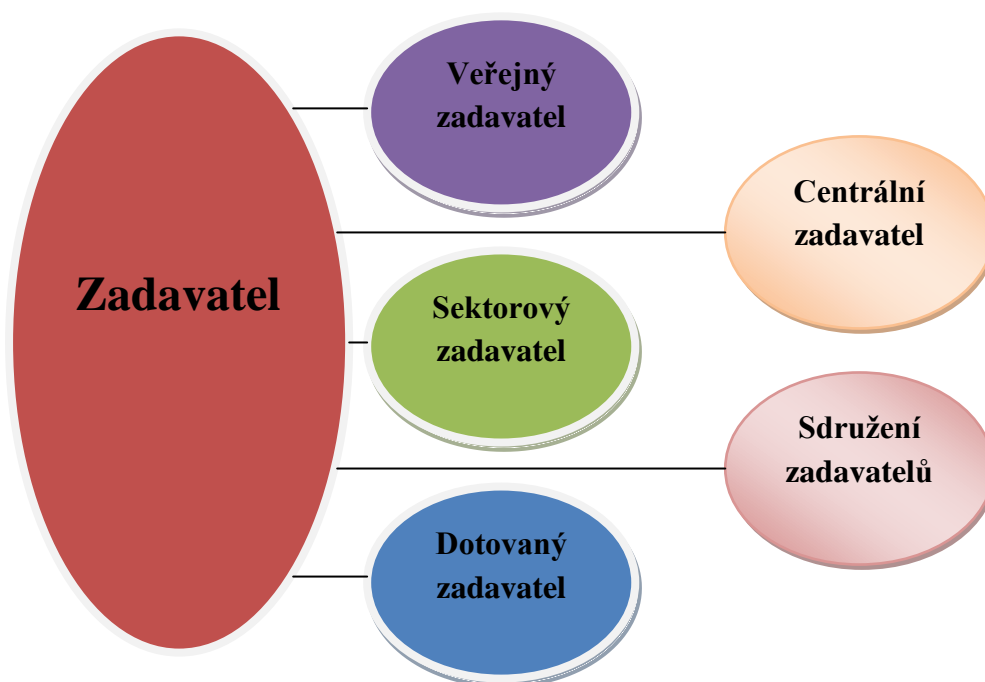 Zadavatel
Veřejný
zadavatel
Centrální
zadavatel
Sektorový
zadavatel
Sdružení
zadavatelů
Dotovaný
zadavatel